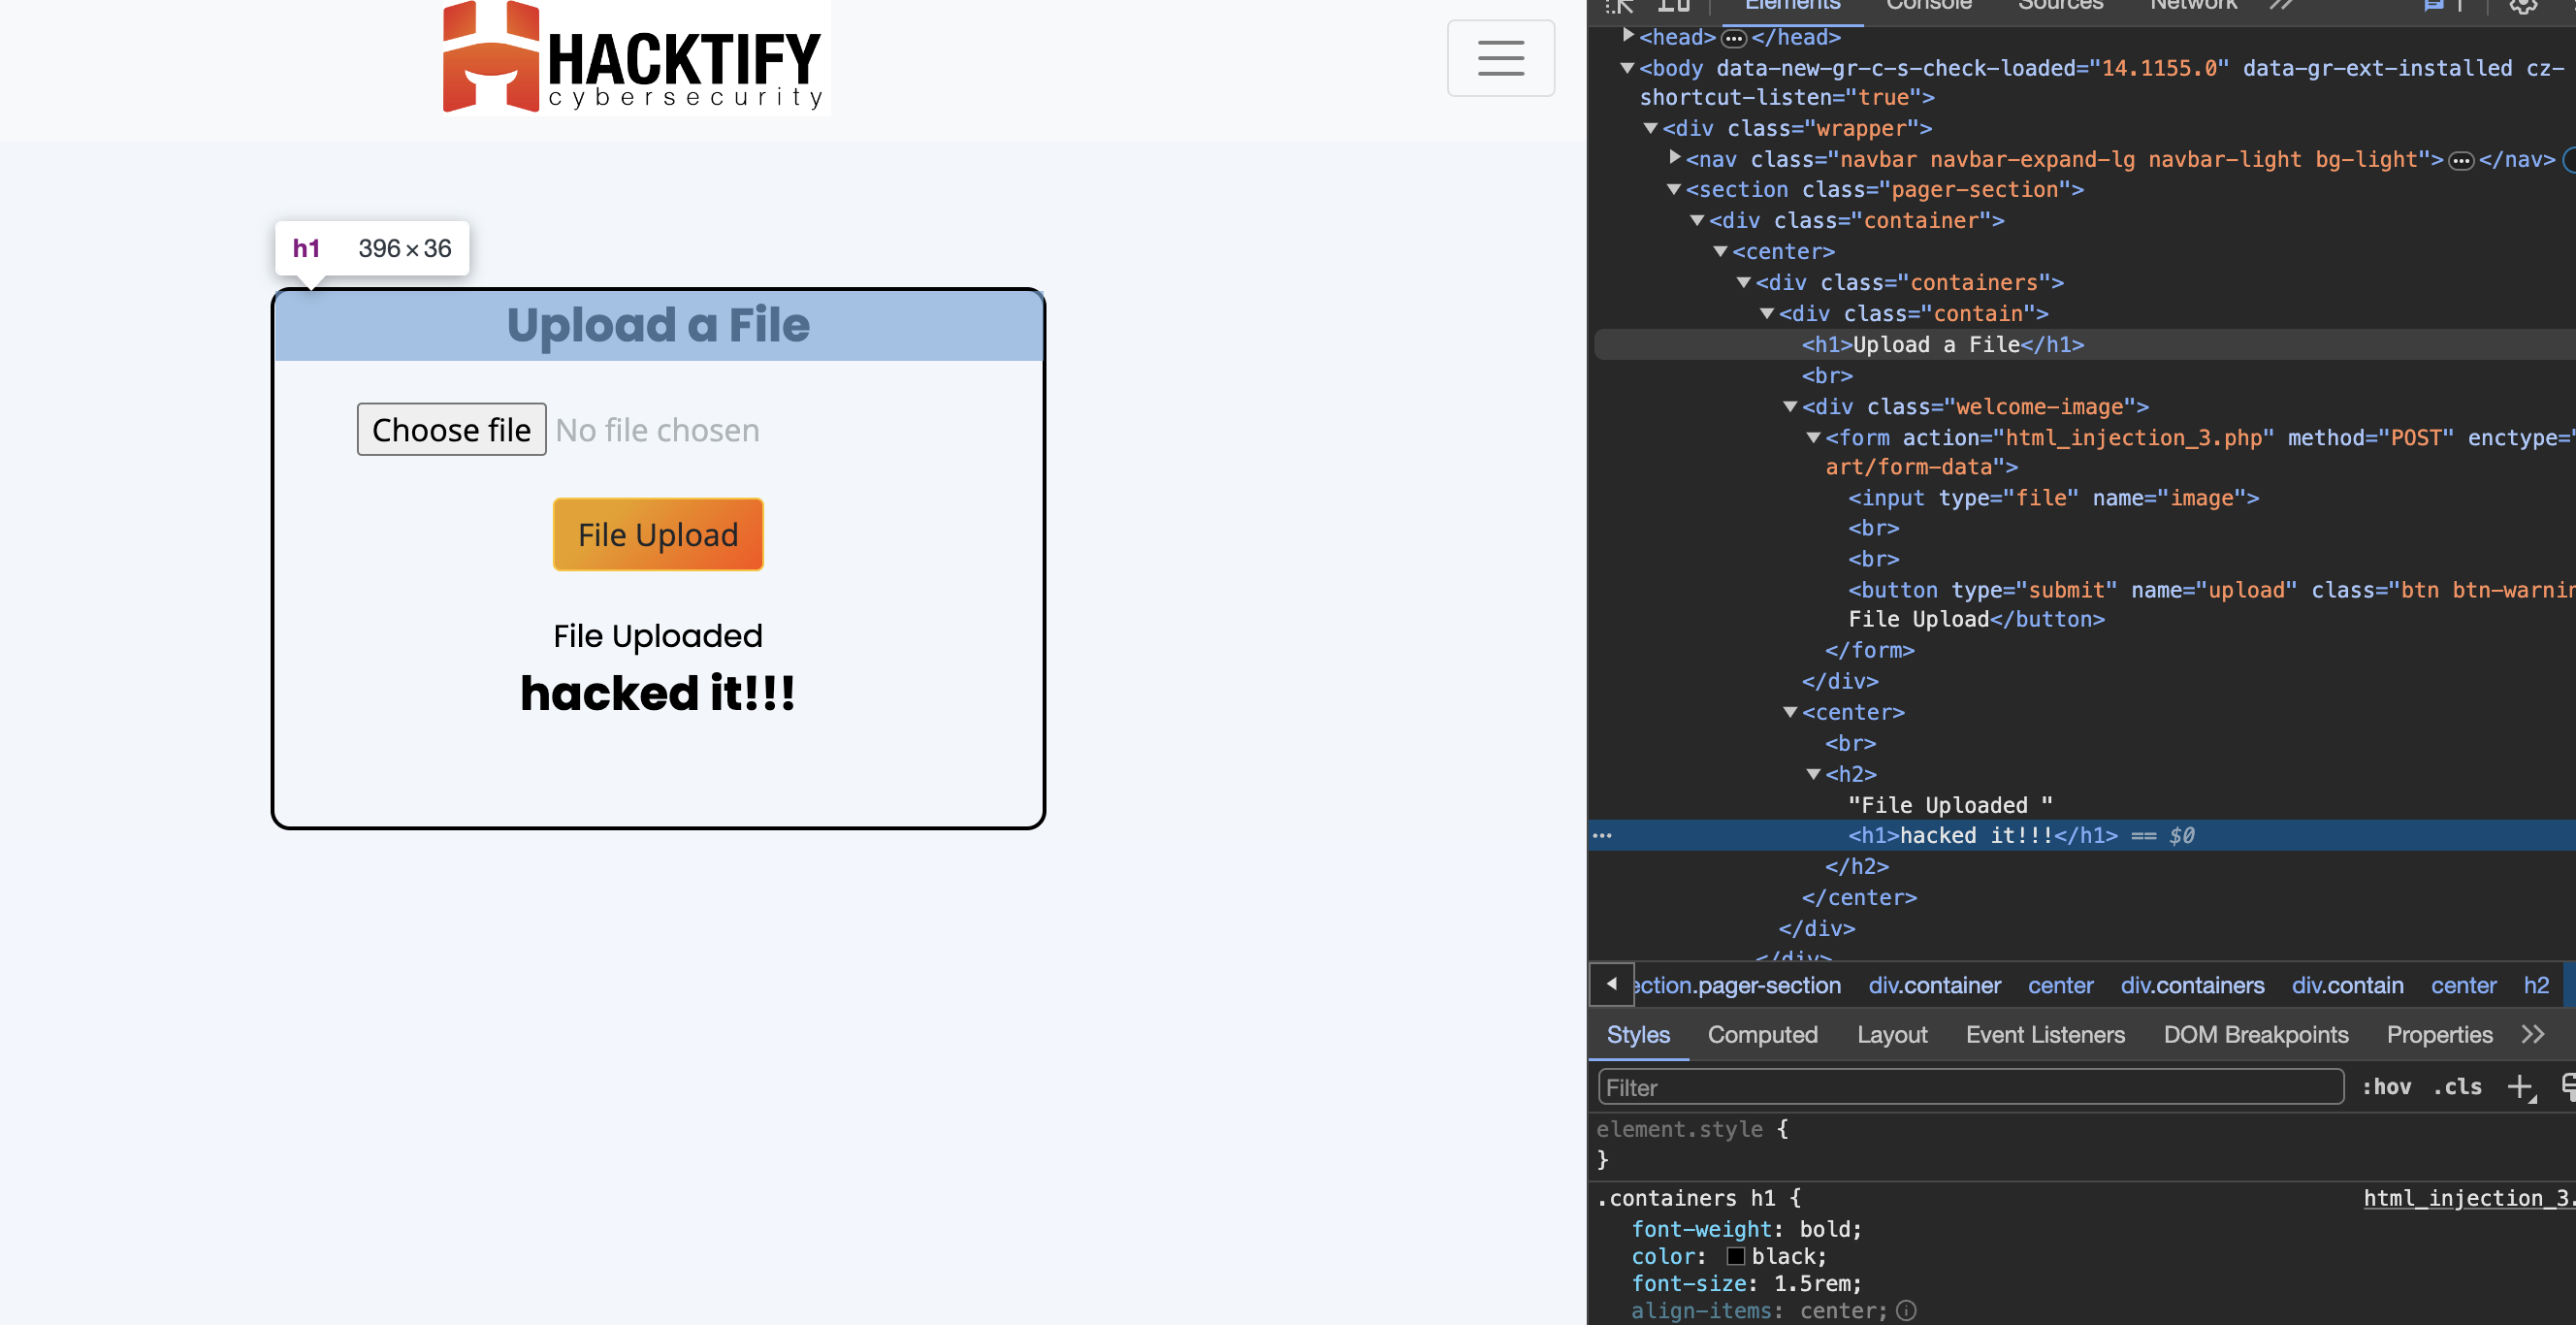 HACKTIFY
cybersecurity
h1 396 × 36
Upload a File
Choose file No file chosen
File Upload
File Uploaded
hacked it!!!
Elements Console Sources Network
<head> ••• </head>
<body data-new-gr-c-s-check-loaded="14.1155.0" data-gr-ext-installed cz-
shortcut-listen="true">
<div class="wrapper">
<nav class="navbar navbar-expand-lg navbar-light bg-light"> ••• </nav>
<section class="pager-section">
<div class="container">
<center>
<div class="containers">
<div class="contain">
<h1>Upload a File</h1>
<br>
<div class="welcome-image">
<form action="html_injection_3.php" method="POST" enctype="
art/form-data">
<input type="file" name="image">
<br>
<br>
<button type="submit" name="upload" class="btn btn-warnin
File Upload</button>
</form>
</div>
<center>
<br>
<h2>
"File Uploaded "
••• <h1>hacked it!!!</h1> == $0
</h2>
</center>
</div>
</div>
ection.pager-section div.container center div.containers div.contain center h2
Styles Computed Layout Event Listeners DOM Breakpoints Properties
Filter :hov .cls
element.style {
}
.containers h1 { html_injection_3.
font-weight: bold;
color: black;
font-size: 1.5rem;
align-items: center;